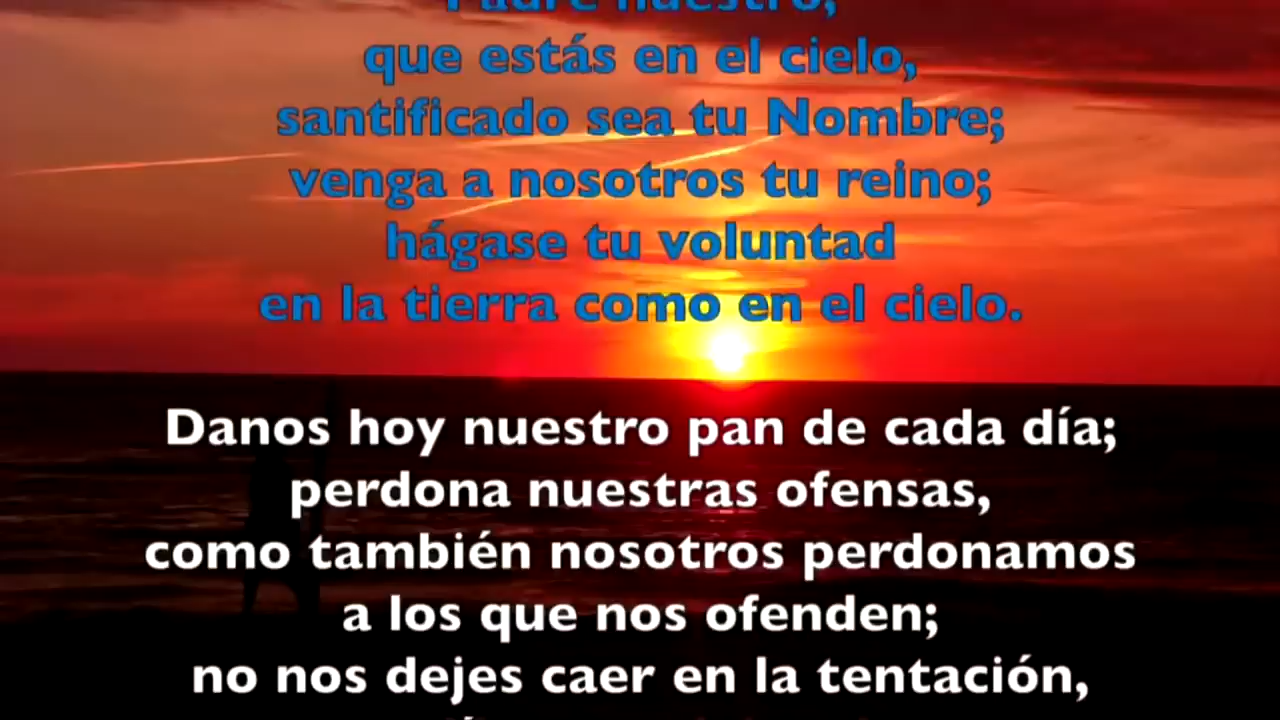 Padre nuestro,
que estás en el cielo,
santificado sea tu Nombre;
venga a nosotros tu reino;
hágase tu voluntad
en la tierra como en el cielo.
Danos hoy nuestro pan de cada día;
perdona nuestras ofensas,
como también nosotros perdonamos
a los que nos ofenden;
no nos dejes caer en la tentación,